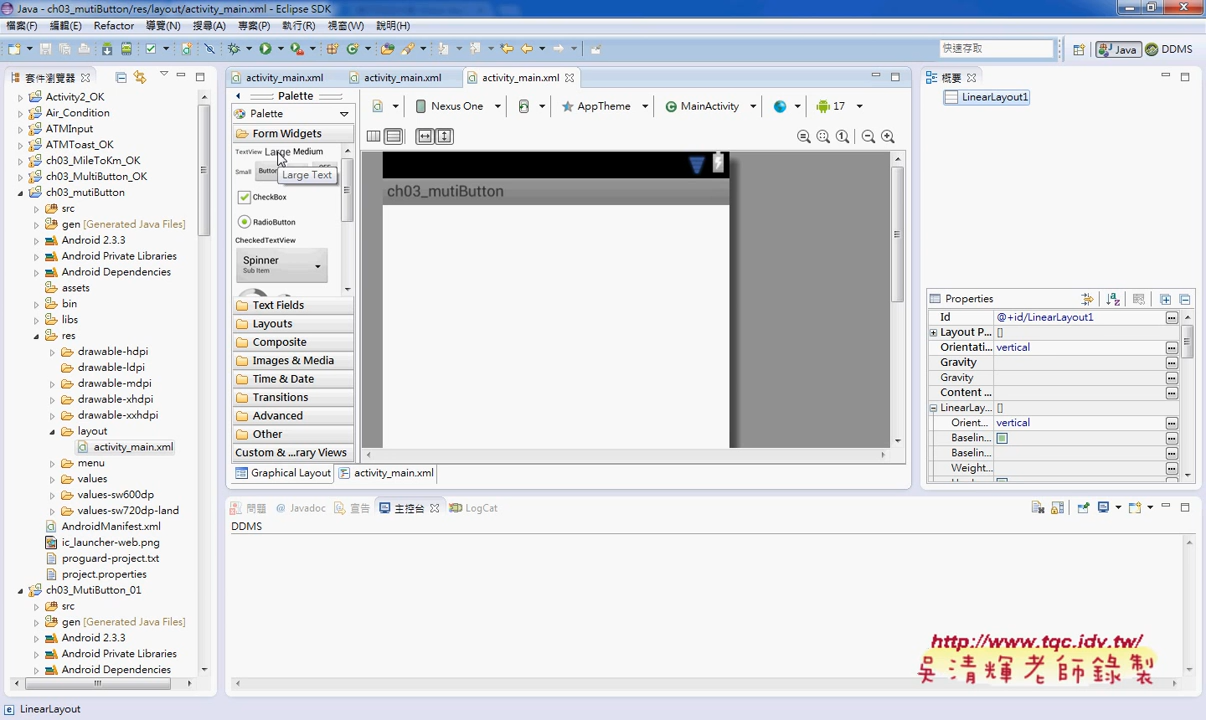 Java - ch03_mutiButton/res/layout/activity_main.xml - Eclipse SDK
檔案(F) 編輯(E) Refactor 導覽(N) 搜尋(A) 專案(P) 執行(R) 視窗(W) 說明(H)
快速存取
Java
DDMS
套件瀏覽器
Activity2_OK
Air_Condition
ATMInput
ATMToast_OK
ch03_MileToKm_OK
ch03_MultiButton_OK
ch03_mutiButton
src
gen [Generated Java Files]
Android 2.3.3
Android Private Libraries
Android Dependencies
assets
bin
libs
res
drawable-hdpi
drawable-ldpi
drawable-mdpi
drawable-xhdpi
drawable-xxhdpi
layout
activity_main.xml
menu
values
values-sw600dp
values-sw720dp-land
AndroidManifest.xml
ic_launcher-web.png
proguard-project.txt
project.properties
ch03_MutiButton_01
src
gen [Generated Java Files]
Android 2.3.3
Android Private Libraries
Android Dependencies
LinearLayout
activity_main.xml activity_main.xml activity_main.xml
Palette
Palette
Form Widgets
TextView Large Medium
Small Button
Large Text
CheckBox
RadioButton
CheckedTextView
Spinner
Sub Item
Text Fields
Layouts
Composite
Images & Media
Time & Date
Transitions
Advanced
Other
Custom & ...rary Views
Nexus One AppTheme MainActivity 17
ch03_mutiButton
Graphical Layout activity_main.xml
概要
LinearLayout1
Properties
Id @+id/LinearLayout1
Layout P... []
Orientati... vertical
Gravity
Gravity
Content ...
LinearLay... []
Orient... vertical
Baselin...
Baselin...
Weight...
問題 Javadoc 宣告 主控台 LogCat
DDMS
http://www.tqc.idv.tw/
吳清輝老師錄製